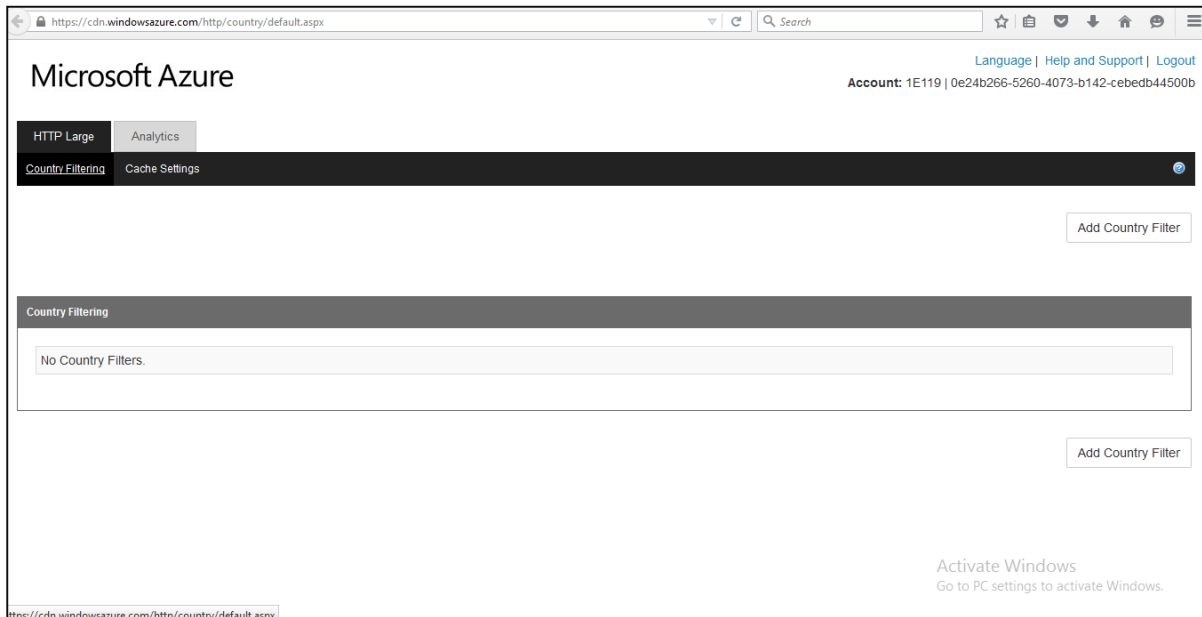 https://cdn.windowsazure.com/http/country/default.aspx
Search
Microsoft Azure
Language | Help and Support | Logout
Account: 1E119 | 0e24b266-5260-4073-b142-cebedb44500b
HTTP Large
Analytics
Country Filtering
Cache Settings
Add Country Filter
Country Filtering
No Country Filters.
Add Country Filter
Activate Windows
Go to PC settings to activate Windows.
ttps://cdn.windowsazure.com/http/country/default.aspx